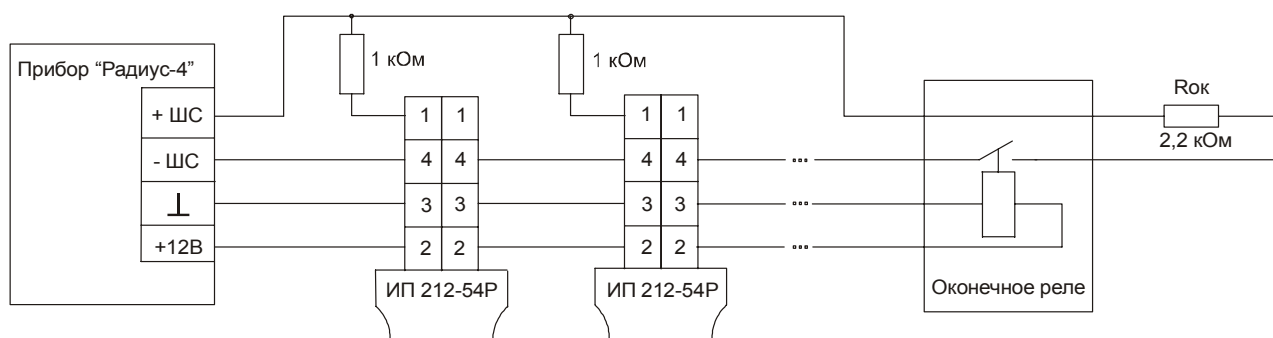 Прибор “Радиус-4”
1 кОм
1 кОм
+ ШС
- ШС
⊥
+12В
1 1
4 4
3 3
2 2
ИП 212-54Р
1 1
4 4
3 3
2 2
ИП 212-54Р
Оконечное реле
Rок
2,2 кОм